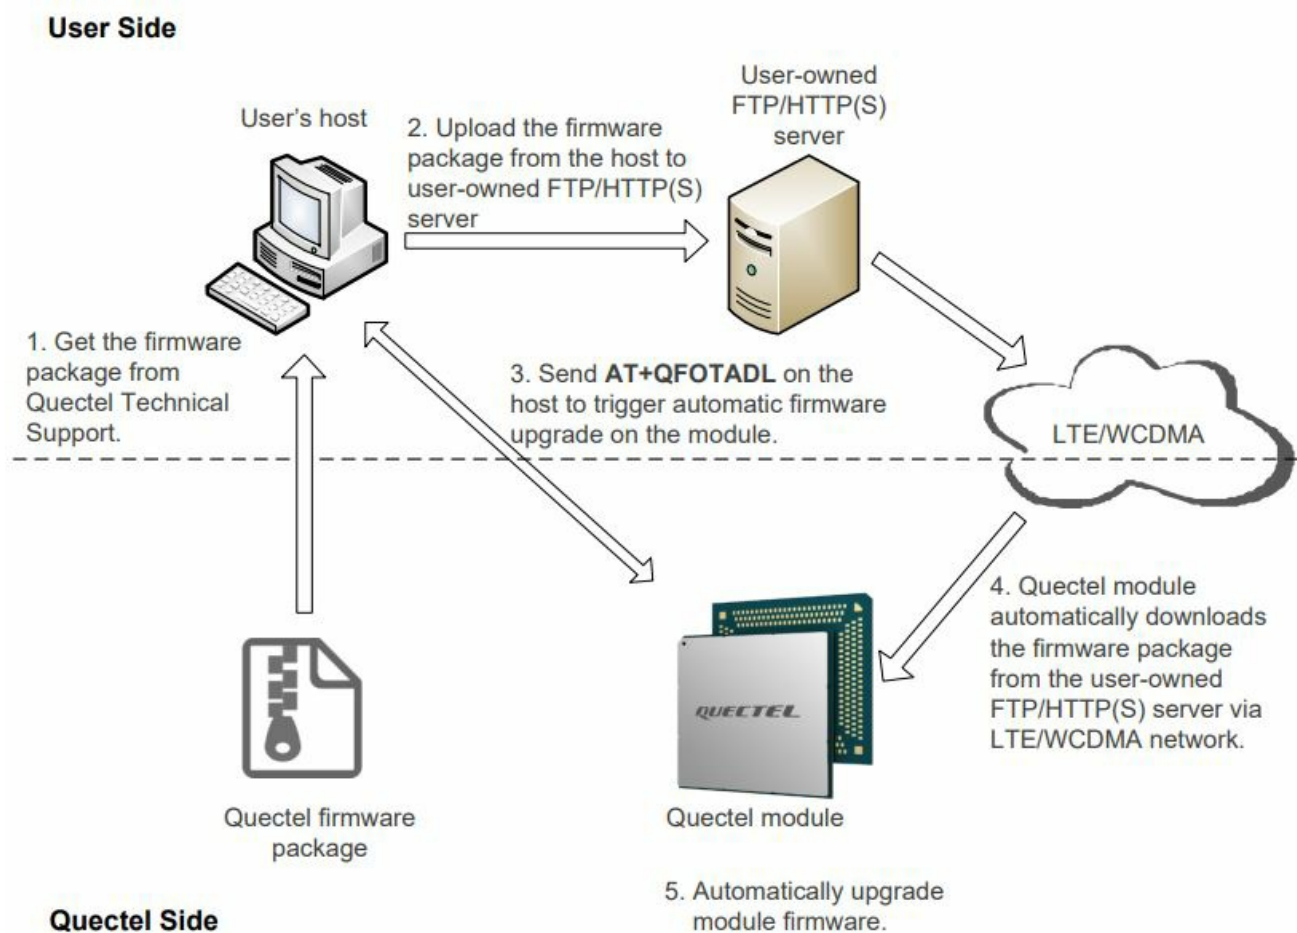 User Side
User's host
User-owned
FTP/HTTP(S)
server
2. Upload the firmware
package from the host to
user-owned FTP/HTTP(S)
server
1. Get the firmware
package from
Quectel Technical
Support.
3. Send AT+QFOTADL on the
host to trigger automatic firmware
upgrade on the module.
LTE/WCDMA
4. Quectel module
automatically downloads
the firmware package
from the user-owned
FTP/HTTP(S) server via
LTE/WCDMA network.
QUECTEL
Quectel firmware
package
Quectel module
5. Automatically upgrade
module firmware.
Quectel Side